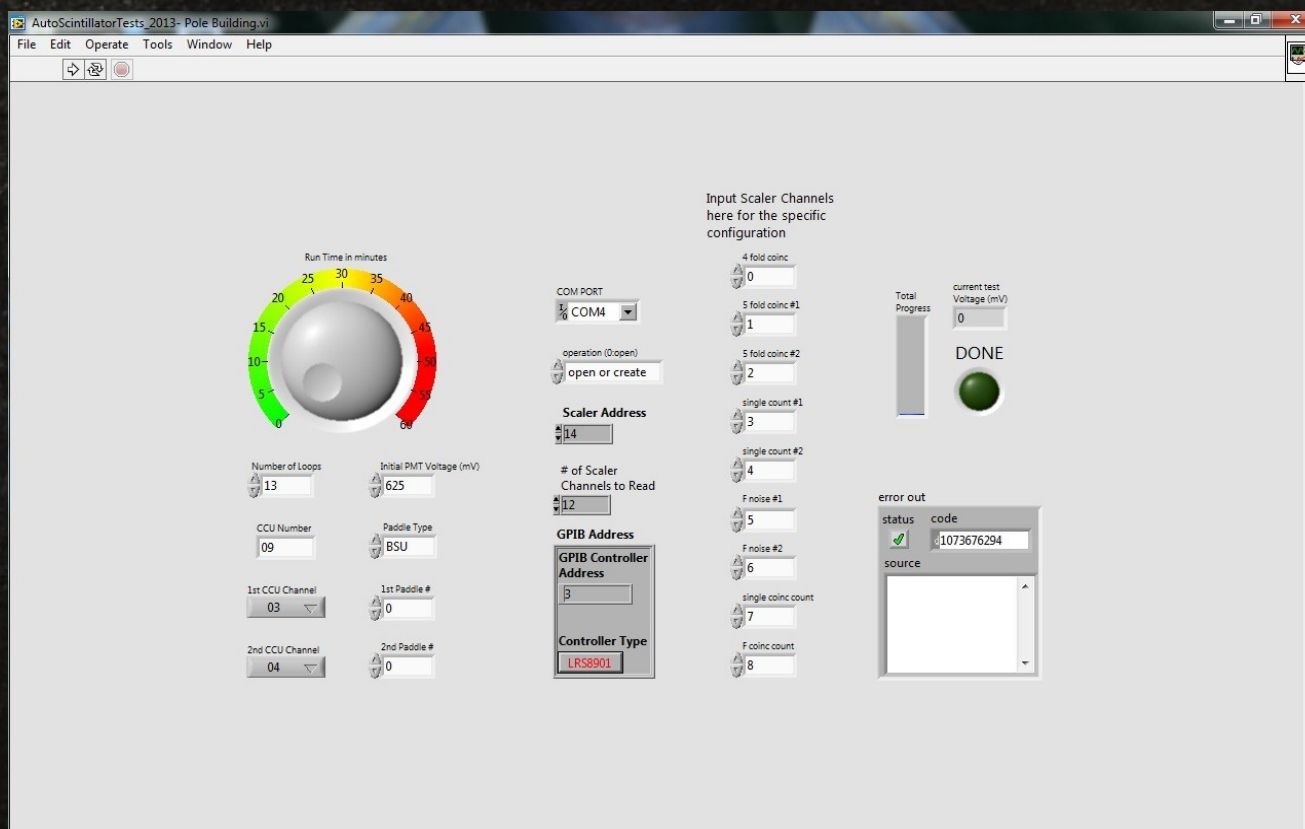 AutoScintillatorTests_2013- Pole Building.vi
File Edit Operate Tools Window Help
Run Time in minutes
0
5
10
15
20
25
30
35
40
45
50
55
60
Number of Loops
13
Initial PMT Voltage (mV)
625
CCU Number
09
Paddle Type
BSU
1st CCU Channel
03
1st Paddle #
0
2nd CCU Channel
04
2nd Paddle #
0
COM PORT
COM4
operation (0:open)
open or create
Scaler Address
14
# of Scaler
Channels to Read
12
GPIB Address
GPIB Controller
Address
3
Controller Type
LRS8901
Input Scaler Channels
here for the specific
configuration
4 fold coinc
0
5 fold coinc #1
1
5 fold coinc #2
2
single count #1
3
single count #2
4
F noise #1
5
F noise #2
6
single coinc count
7
F coinc count
8
Total
Progress
current test
Voltage (mV)
0
DONE
error out
status code
1073676294
source